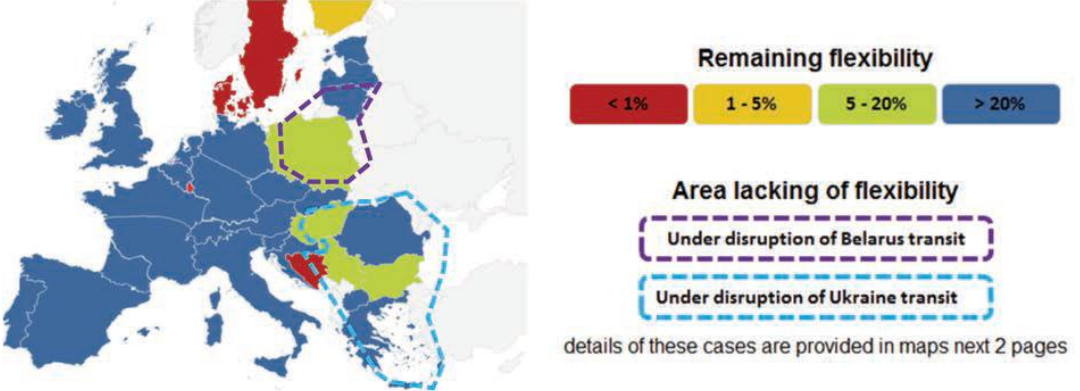 Remaining flexibility
< 1%
1 - 5%
5 - 20%
> 20%
Area lacking of flexibility
Under disruption of Belarus transit
Under disruption of Ukraine transit
details of these cases are provided in maps next 2 pages